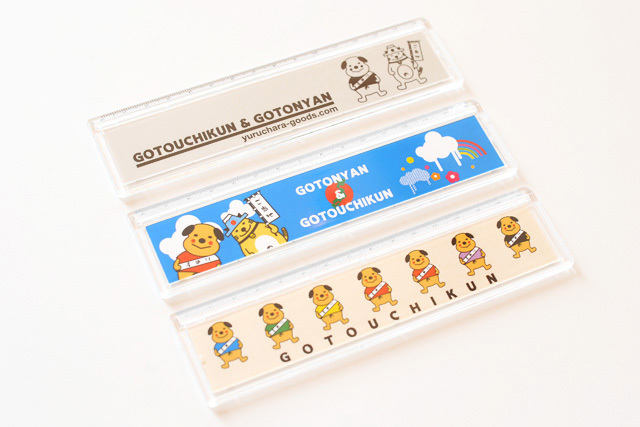 GOTOUCHIKUN & GOTONYAN
yuruchara-goods.com
GOTONYAN
&
GOTOUCHIKUN
GOTOUCHIKUN